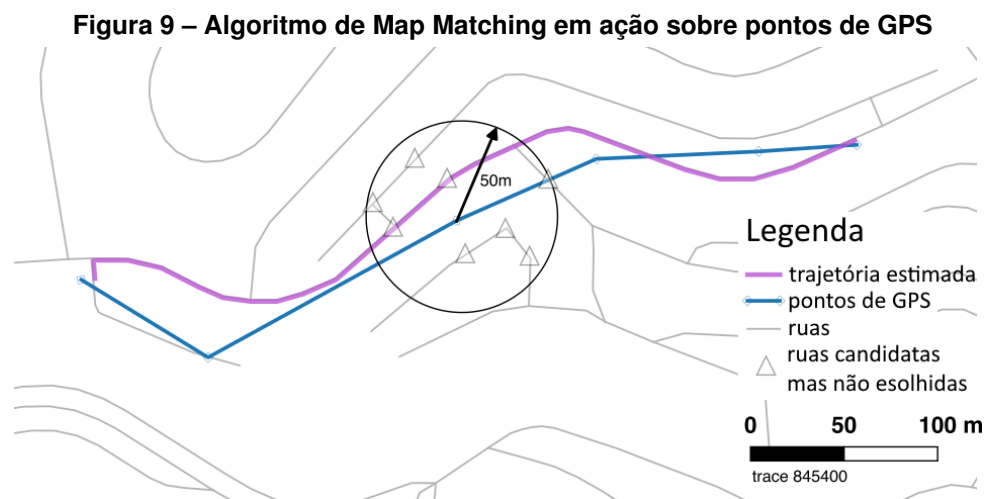 Figura 9 – Algoritmo de Map Matching em ação sobre pontos de GPS
50m
Legenda
trajetória estimada
pontos de GPS
ruas
ruas candidatas
mas não esolhidas
0 50 100 m
trace 845400